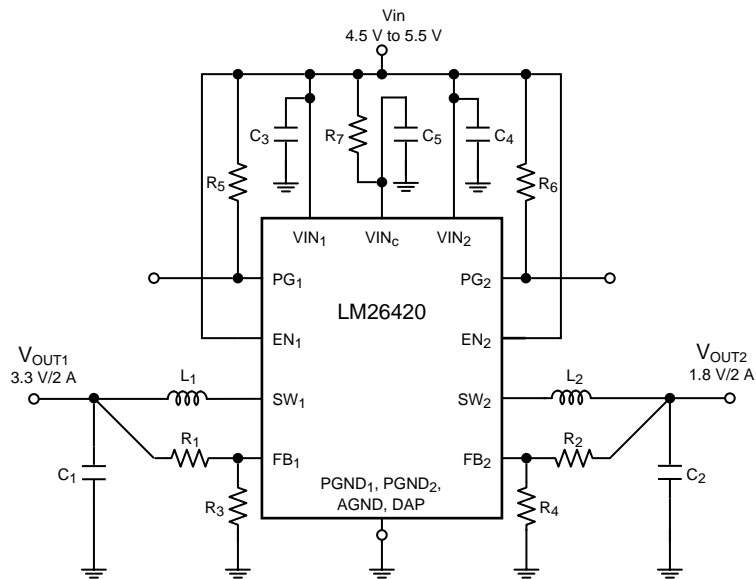 Vin
4.5 V to 5.5 V
C3
R7
C5
C4
R5
R6
VIN1
VINc
VIN2
PG1
PG2
LM26420
EN1
EN2
VOUT1
3.3 V/2 A
L1
SW1
SW2
L2
VOUT2
1.8 V/2 A
R1
FB1
FB2
R2
C1
R3
PGND1, PGND2,
AGND, DAP
R4
C2